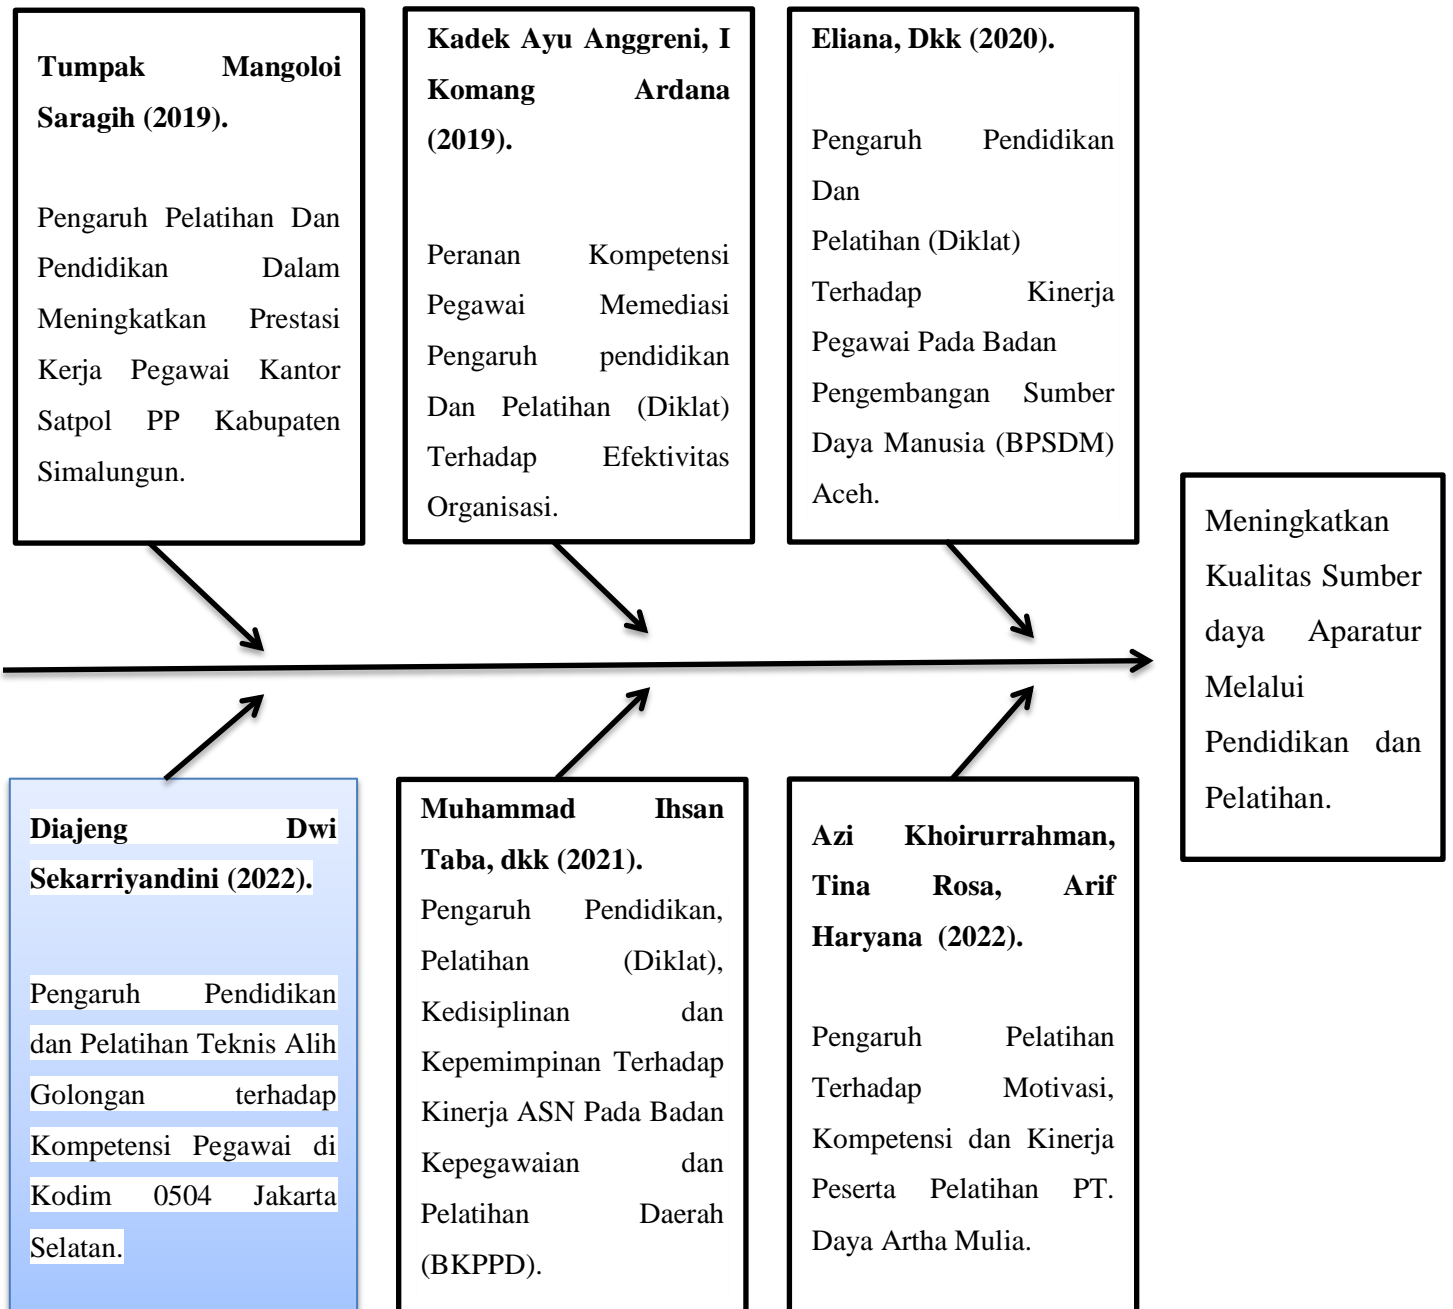 Tumpak Mangoloi
Saragih (2019).
Pengaruh Pelatihan Dan
Pendidikan Dalam
Meningkatkan Prestasi
Kerja Pegawai Kantor
Satpol PP Kabupaten
Simalungun.
Kadek Ayu Anggreni, I
Komang Ardana
(2019).
Peranan Kompetensi
Pegawai Memediasi
Pengaruh pendidikan
Dan Pelatihan (Diklat)
Terhadap Efektivitas
Organisasi.
Eliana, Dkk (2020).
Pengaruh Pendidikan
Dan
Pelatihan (Diklat)
Terhadap Kinerja
Pegawai Pada Badan
Pengembangan Sumber
Daya Manusia (BPSDM)
Aceh.
Meningkatkan
Kualitas Sumber
daya Aparatur
Melalui
Pendidikan dan
Pelatihan.
Diajeng Dwi
Sekarriyandini (2022).
Pengaruh Pendidikan
dan Pelatihan Teknis Alih
Golongan terhadap
Kompetensi Pegawai di
Kodim 0504 Jakarta
Selatan.
Muhammad Ihsan
Taba, dkk (2021).
Pengaruh Pendidikan,
Pelatihan (Diklat),
Kedisiplinan dan
Kepemimpinan Terhadap
Kinerja ASN Pada Badan
Kepegawaian dan
Pelatihan Daerah
(BKPPD).
Azi Khoirurrahman,
Tina Rosa, Arif
Haryana (2022).
Pengaruh Pelatihan
Terhadap Motivasi,
Kompetensi dan Kinerja
Peserta Pelatihan PT.
Daya Artha Mulia.